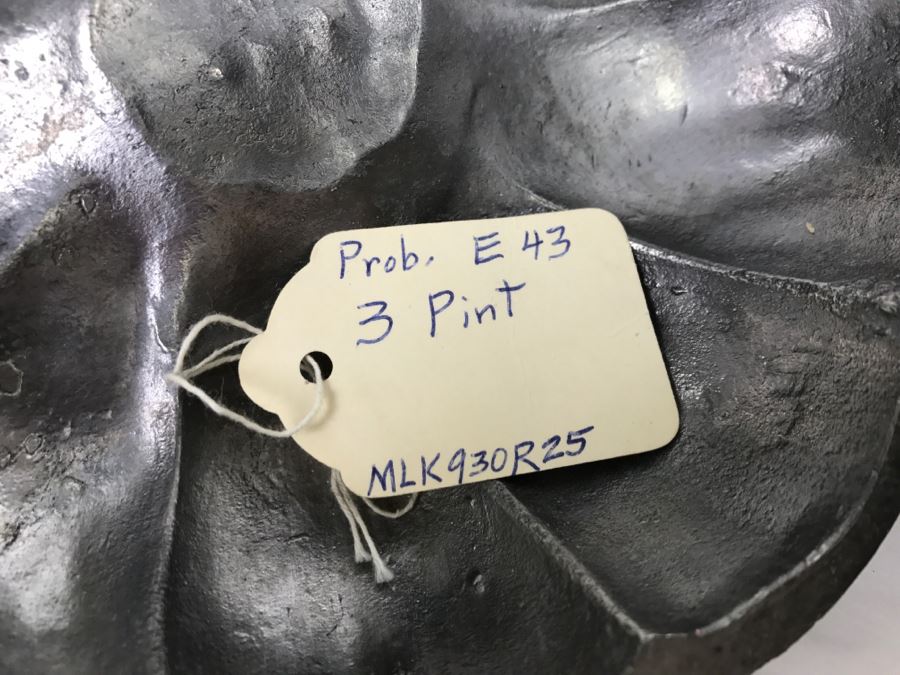 Prob. E 43
3 Pint
MLK930R25